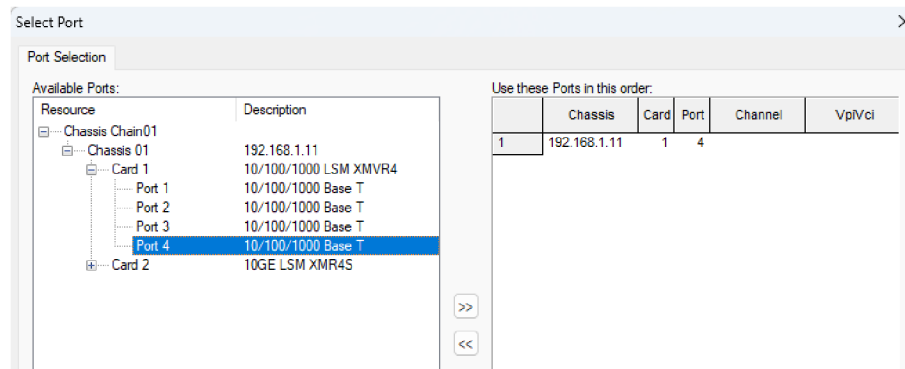 Select Port
Port Selection
Available Ports:
Resource Description
Chassis Chain01
Chassis 01 192.168.1.11
Card 1 10/100/1000 LSM XMVR4
Port 1 10/100/1000 Base T
Port 2 10/100/1000 Base T
Port 3 10/100/1000 Base T
Port 4 10/100/1000 Base T
Card 2 10GE LSM XMR4S
>>
<<
Use these Ports in this order:
Chassis Card Port Channel VpiVci
1 192.168.1.11 1 4